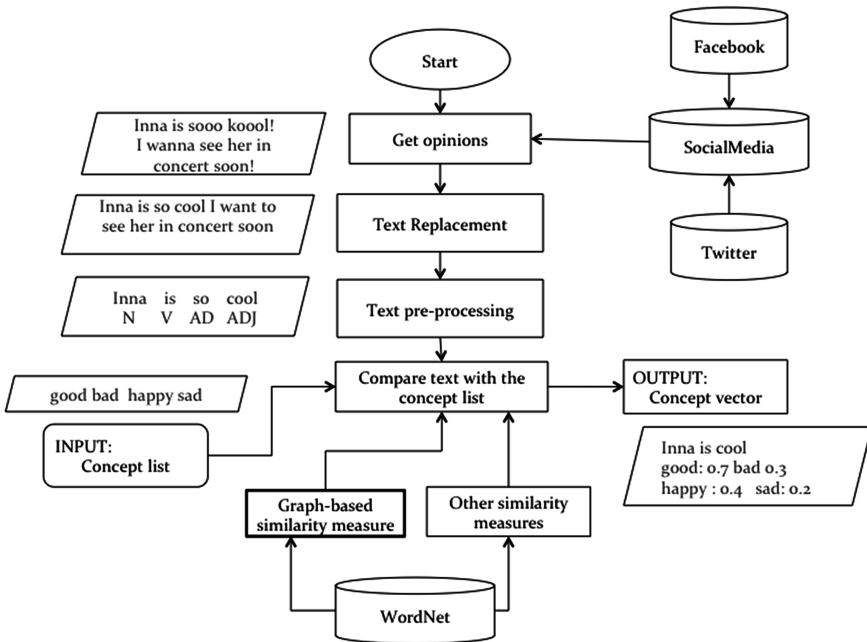 Facebook
Start
SocialMedia
Twitter
Inna is sooo koool!
I wanna see her in
concert soon!
Get opinions
Inna is so cool I want to
see her in concert soon
Text Replacement
Inna is so cool
N V AD ADJ
Text pre-processing
good bad happy sad
Compare text with the
concept list
OUTPUT:
Concept vector
INPUT:
Concept list
Inna is cool
good: 0.7 bad 0.3
happy : 0.4 sad: 0.2
Graph-based
similarity measure
Other similarity
measures
WordNet